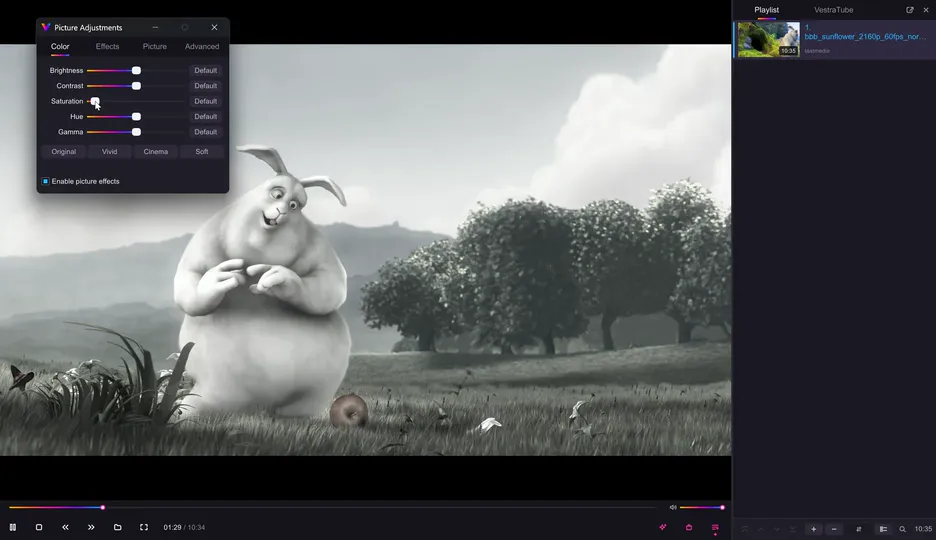 Picture Adjustments
Color Effects Picture Advanced
Brightness Default
Contrast Default
Saturation Default
Hue Default
Gamma Default
Original Vivid Cinema Soft
Enable picture effects
01:29 / 10:34
Playlist VestraTube
1.
bbb_sunflower_2160p_60fps_nor...
10:35
10:35